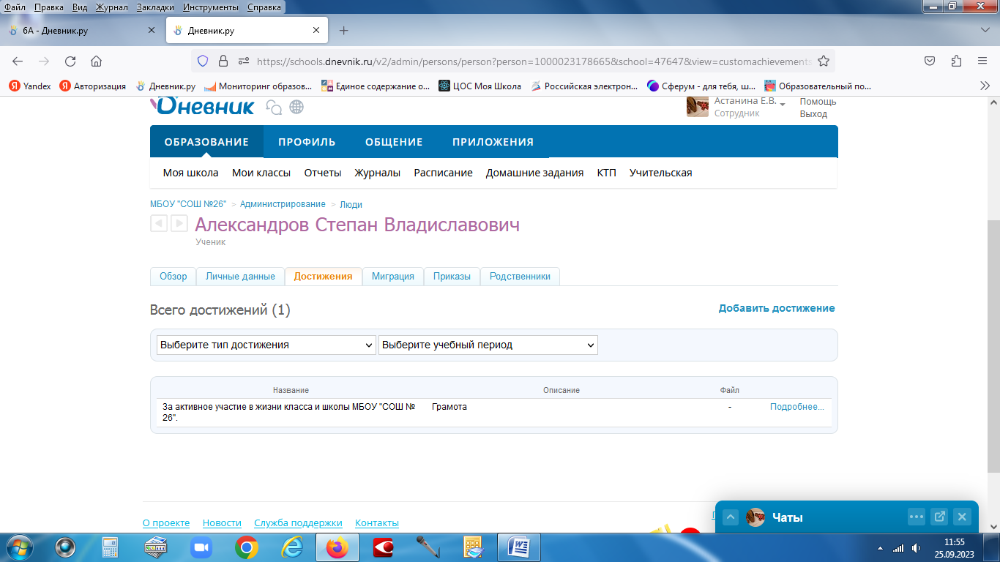 Файл Правка Вид Журнал Закладки Инструменты Справка
6А - Дневник.ру
Дневник.ру
https://schools.dnevnik.ru/v2/admin/persons/person?person=1000023178665&school=47647&view=customachievements
Yandex Авторизация Дневник.ру Мониторинг образов... Единое содержание о... ЦОС Моя Школа Российская электрон... Сферум - для тебя, ш... Образовательный по...
Дневник
Астанина Е.В.
Сотрудник
Помощь
Выход
ОБРАЗОВАНИЕ ПРОФИЛЬ ОБЩЕНИЕ ПРИЛОЖЕНИЯ
Моя школа Мои классы Отчеты Журналы Расписание Домашние задания КТП Учительская
МБОУ "СОШ №26" > Администрирование > Люди
Александров Степан Владиславович
Ученик
Обзор Личные данные Достижения Миграция Приказы Родственники
Всего достижений (1)
Добавить достижение
Выберите тип достижения Выберите учебный период
Название Описание Файл
За активное участие в жизни класса и школы МБОУ "СОШ № Грамота - Подробнее...
26".
О проекте Новости Служба поддержки Контакты
Чаты
11:55
25.09.2023